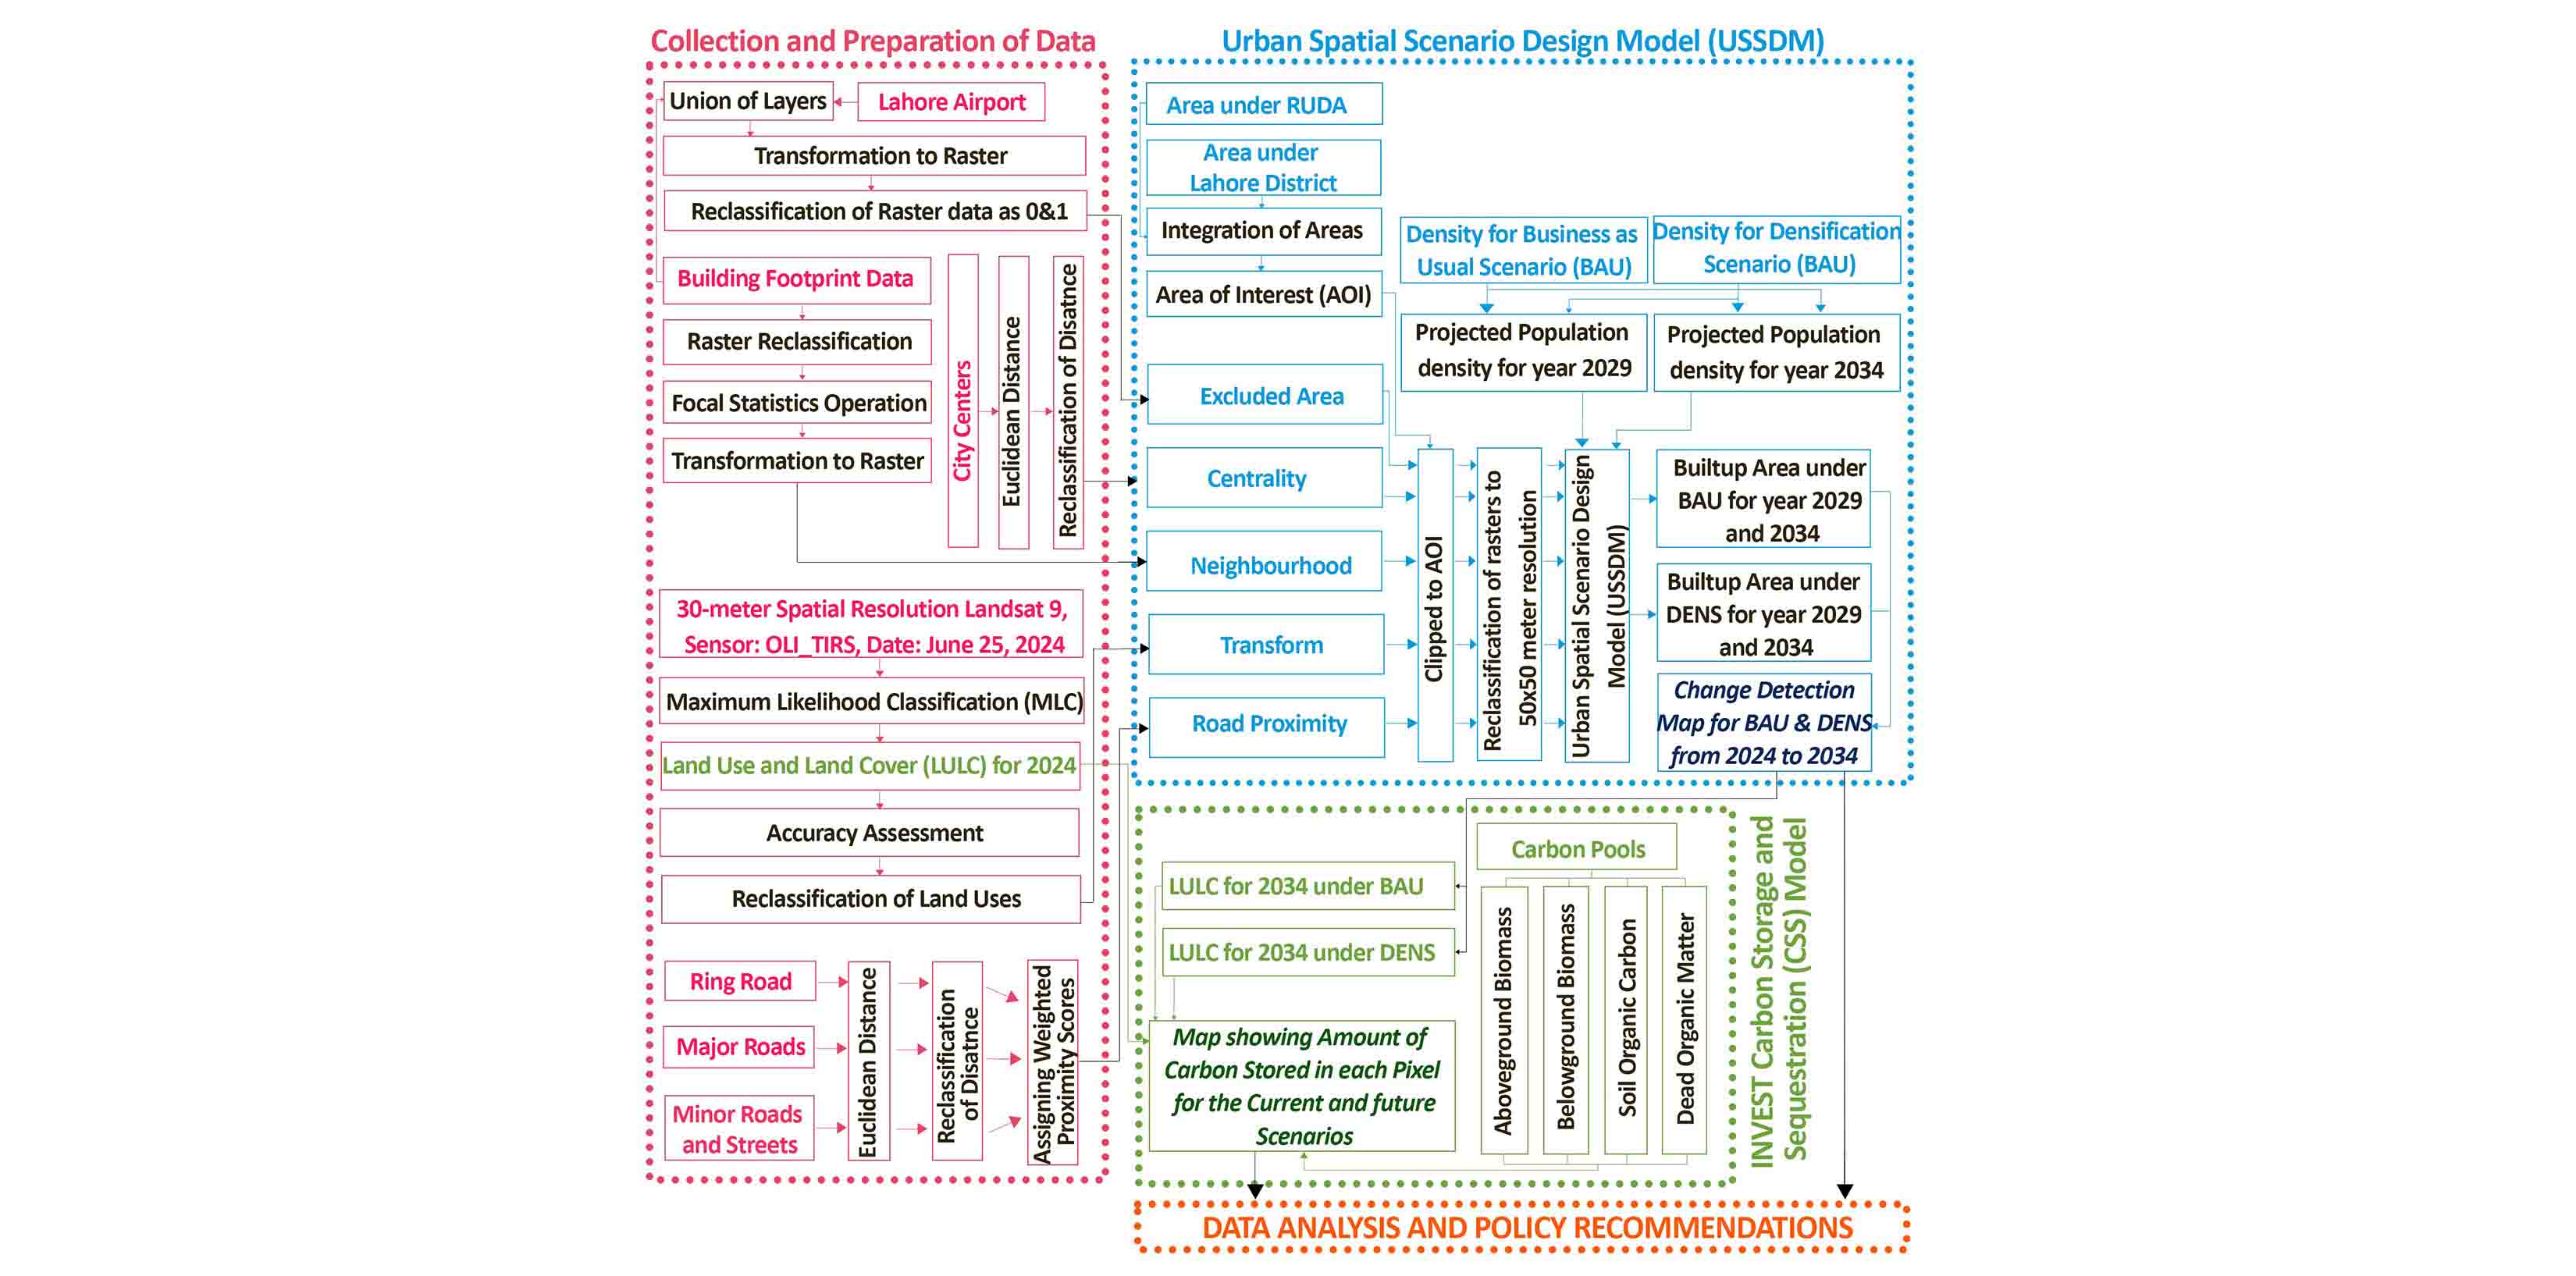 Collection and Preparation of Data
Union of Layers
Lahore Airport
Transformation to Raster
Reclassification of Raster data as 0&1
Building Footprint Data
Raster Reclassification
Focal Statistics Operation
Transformation to Raster
City Centers
Euclidean Distance
Reclassification of Disatnce
30-meter Spatial Resolution Landsat 9,
Sensor: OLI_TIRS, Date: June 25, 2024
Maximum Likelihood Classification (MLC)
Land Use and Land Cover (LULC) for 2024
Accuracy Assessment
Reclassification of Land Uses
Ring Road
Major Roads
Minor Roads
and Streets
Euclidean Distance
Reclassification
of Disatnce
Assigning Weighted
Proximity Scores
Urban Spatial Scenario Design Model (USSDM)
Area under RUDA
Area under
Lahore District
Integration of Areas
Area of Interest (AOI)
Density for Business as
Usual Scenario (BAU)
Density for Densification
Scenario (BAU)
Projected Population
density for year 2029
Projected Population
density for year 2034
Excluded Area
Centrality
Neighbourhood
Transform
Road Proximity
Clipped to AOI
Reclassification of rasters to
50x50 meter resolution
Urban Spatial Scenario Design
Model (USSDM)
Builtup Area under
BAU for year 2029
and 2034
Builtup Area under
DENS for year 2029
and 2034
Change Detection
Map for BAU & DENS
from 2024 to 2034
LULC for 2034 under BAU
LULC for 2034 under DENS
Map showing Amount of
Carbon Stored in each Pixel
for the Current and future
Scenarios
Carbon Pools
Aboveground Biomass
Belowground Biomass
Soil Organic Carbon
Dead Organic Matter
INVEST Carbon Storage and
Sequestration (CSS) Model
DATA ANALYSIS AND POLICY RECOMMENDATIONS